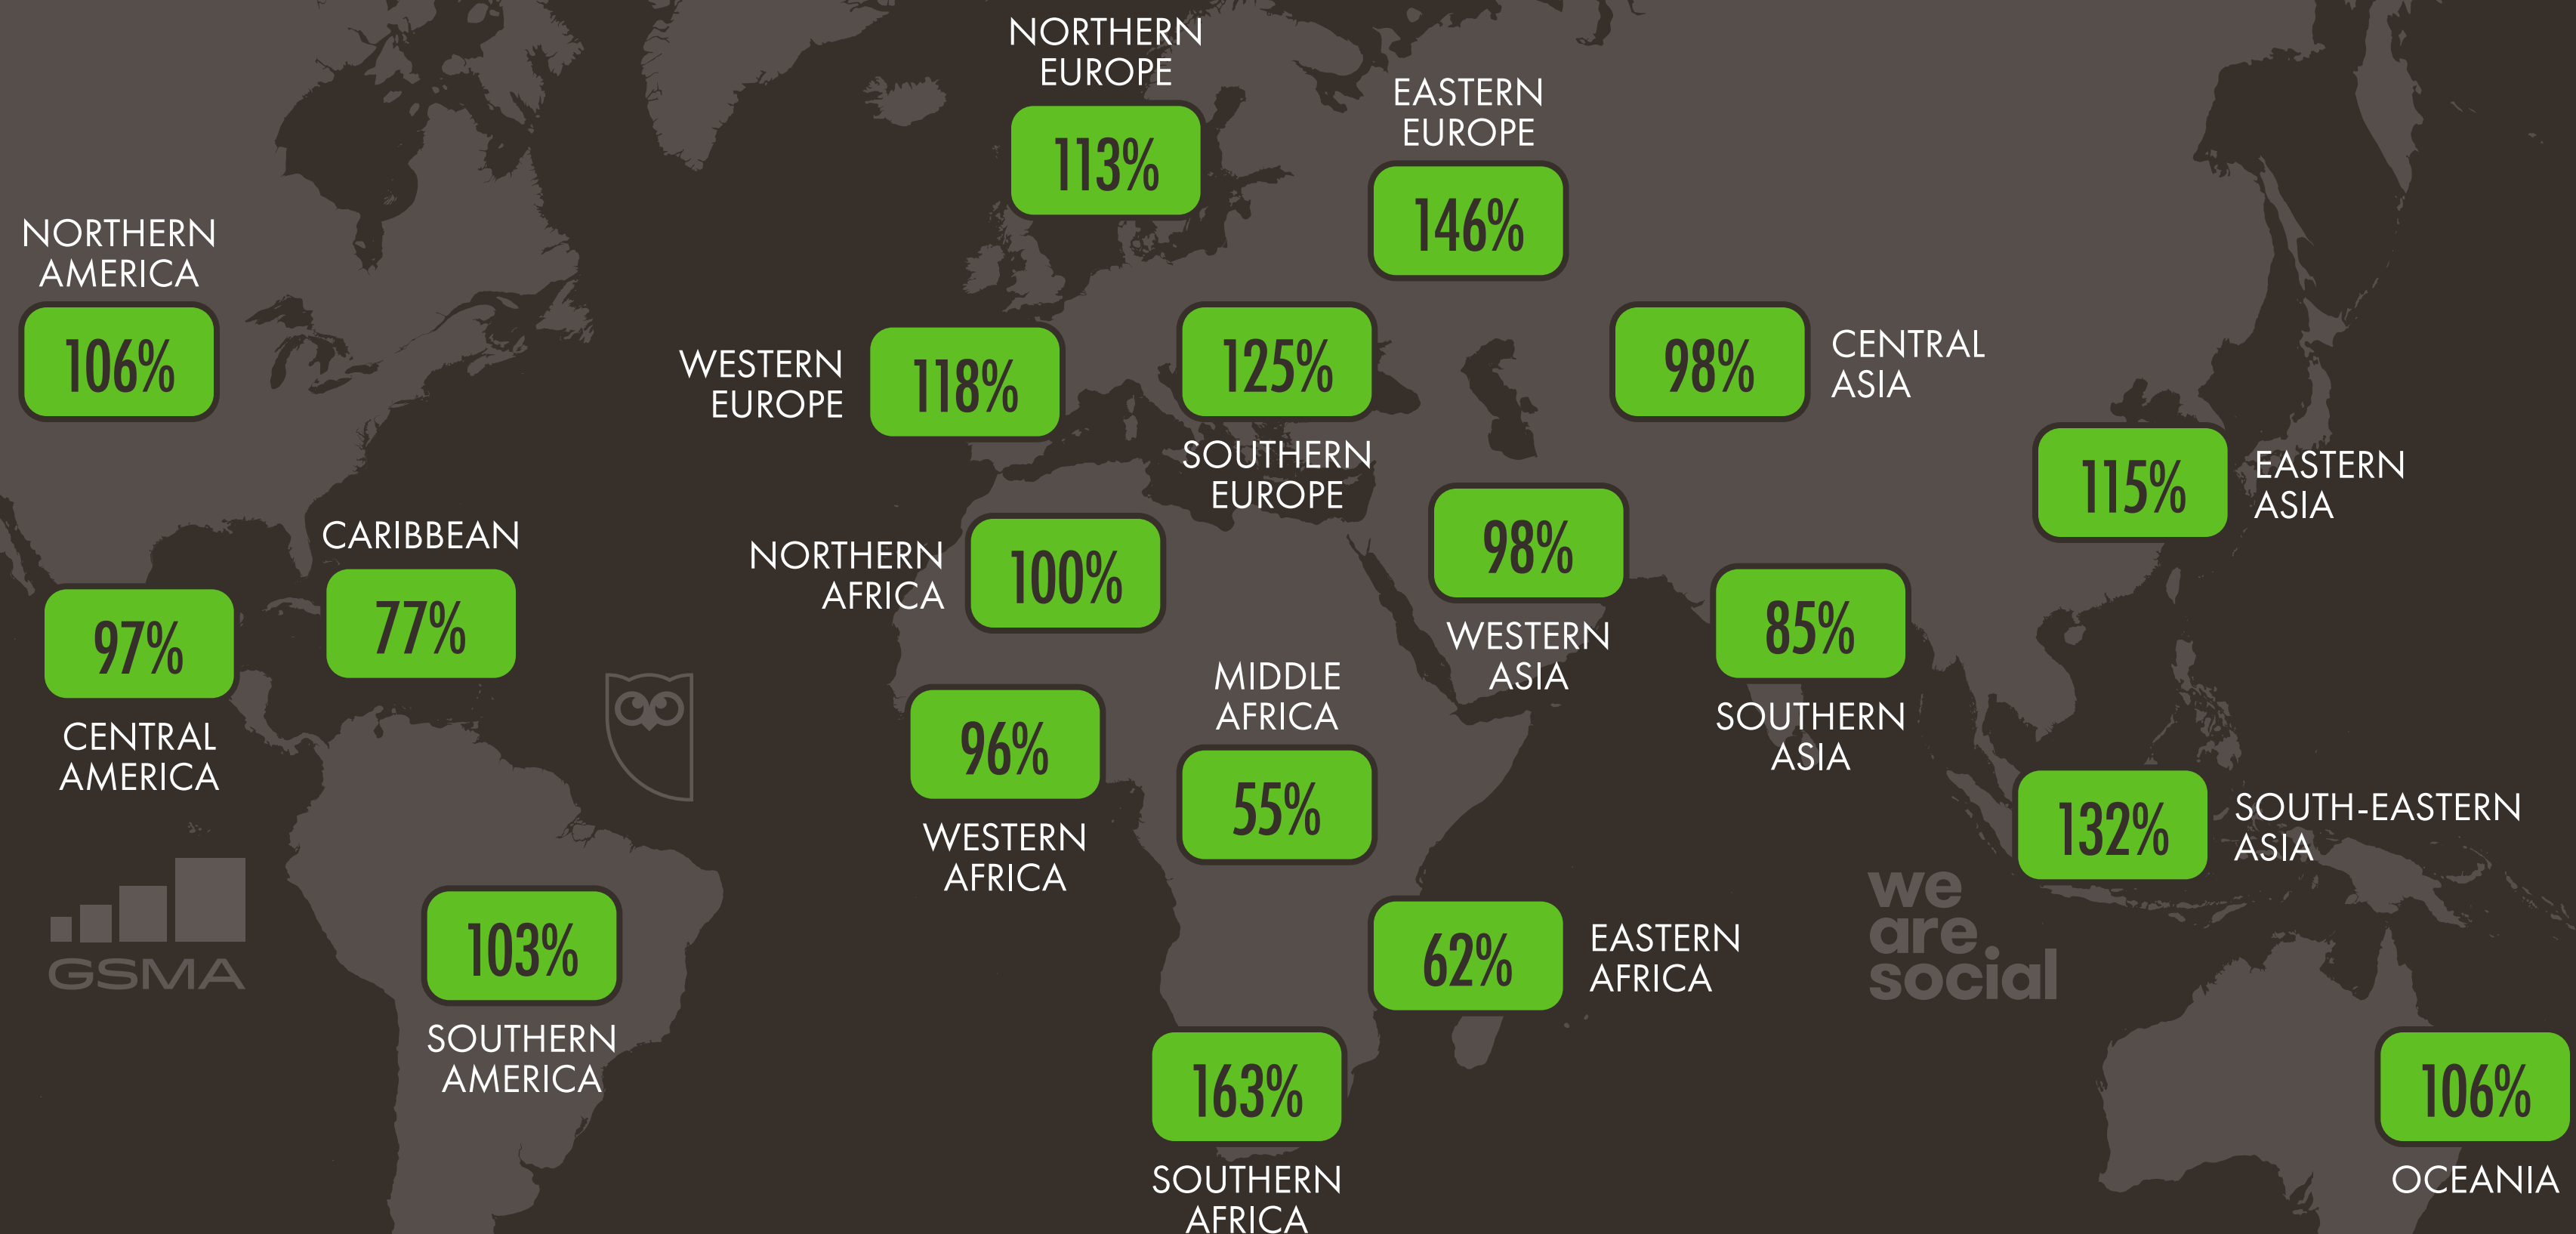 NORTHERN
EUROPE
113%
EASTERN
EUROPE
146%
NORTHERN
AMERICA
106%
WESTERN
EUROPE
118%
125%
SOUTHERN
EUROPE
98%
CENTRAL
ASIA
115%
EASTERN
ASIA
CARIBBEAN
77%
97%
CENTRAL
AMERICA
NORTHERN
AFRICA
100%
98%
WESTERN
ASIA
85%
SOUTHERN
ASIA
96%
WESTERN
AFRICA
MIDDLE
AFRICA
55%
132%
SOUTH-EASTERN
ASIA
GSMA
103%
SOUTHERN
AMERICA
62%
EASTERN
AFRICA
we
are
social
163%
SOUTHERN
AFRICA
106%
OCEANIA